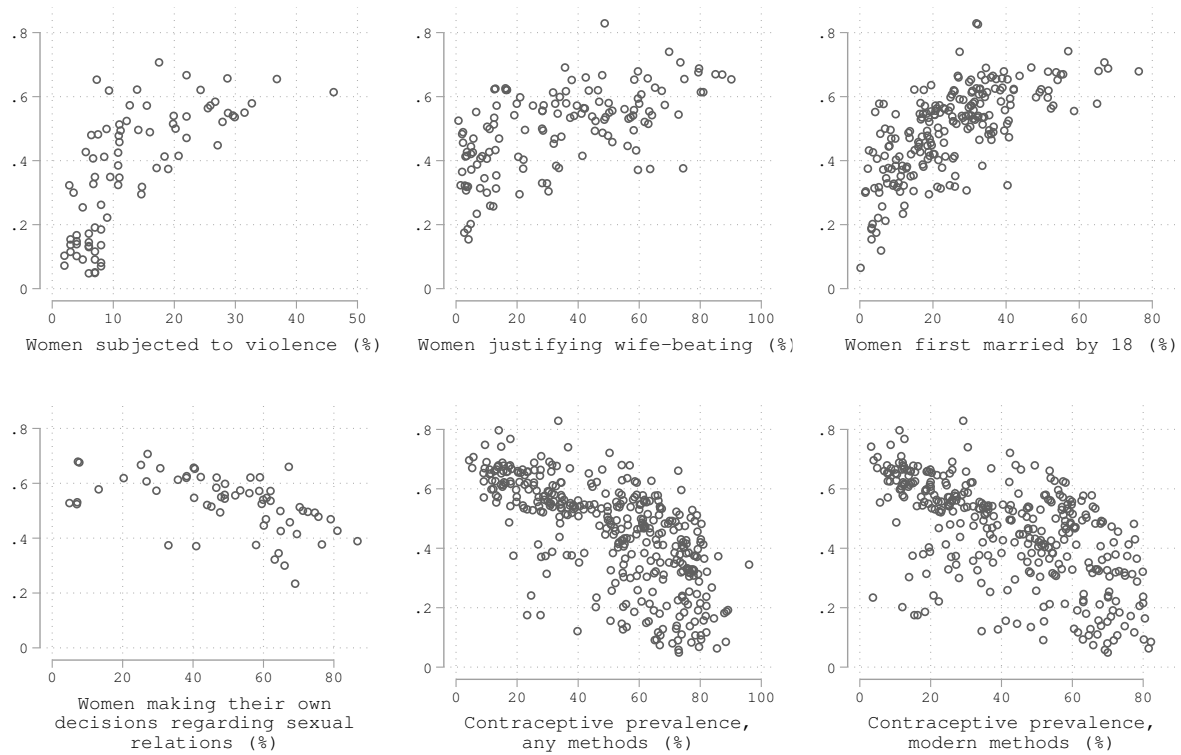 .8 .8 .8
.6 .6 .6
.4 .4 .4
.2 .2 .2
0 0 0
0 10 20 30 40 50 0 20 40 60 80 100 0 20 40 60 80
Women subjected to violence (%) Women justifying wife-beating (%) Women first married by 18 (%)
.8 .8 .8
.6 .6 .6
.4 .4 .4
.2 .2 .2
0 0 0
0 20 40 60 80 0 20 40 60 80 100 0 20 40 60 80
Women making their own
decisions regarding sexual
relations (%)
Contraceptive prevalence,
any methods (%)
Contraceptive prevalence,
modern methods (%)